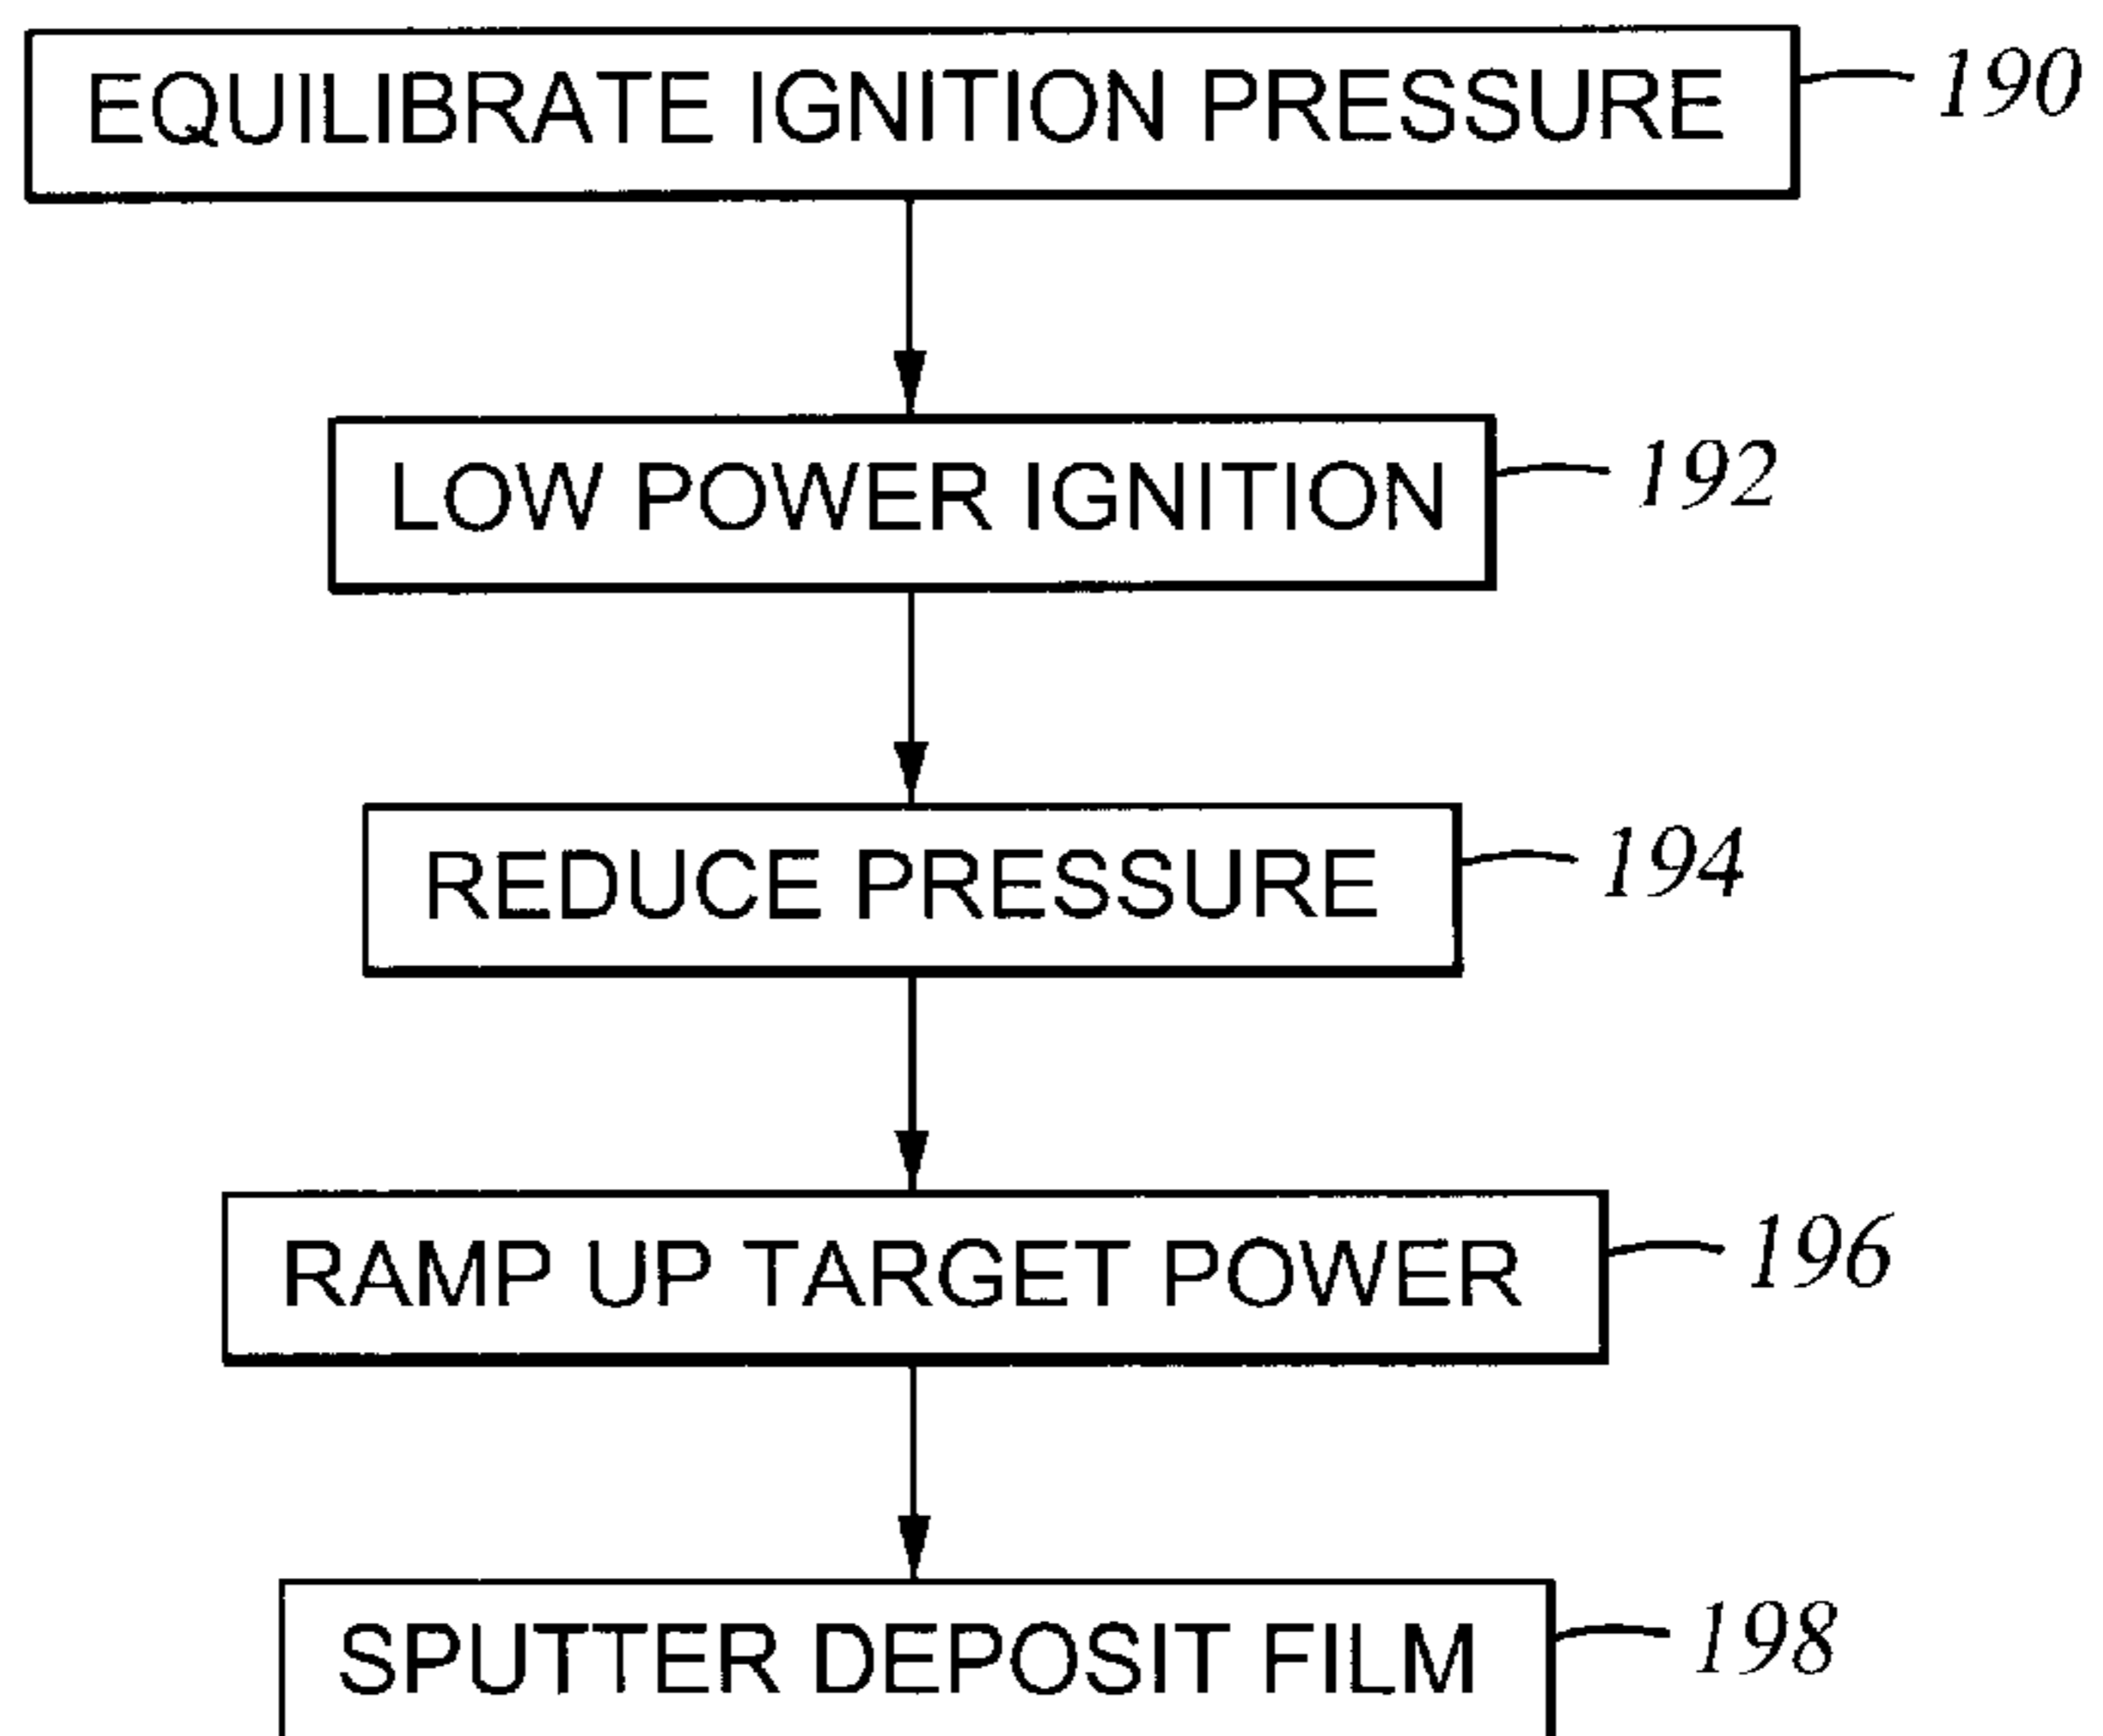 EQUILIBRATE IGNITION PRESSURE 190
LOW POWER IGNITION 192
REDUCE PRESSURE 194
RAMP UP TARGET POWER 196
SPUTTER DEPOSIT FILM 198